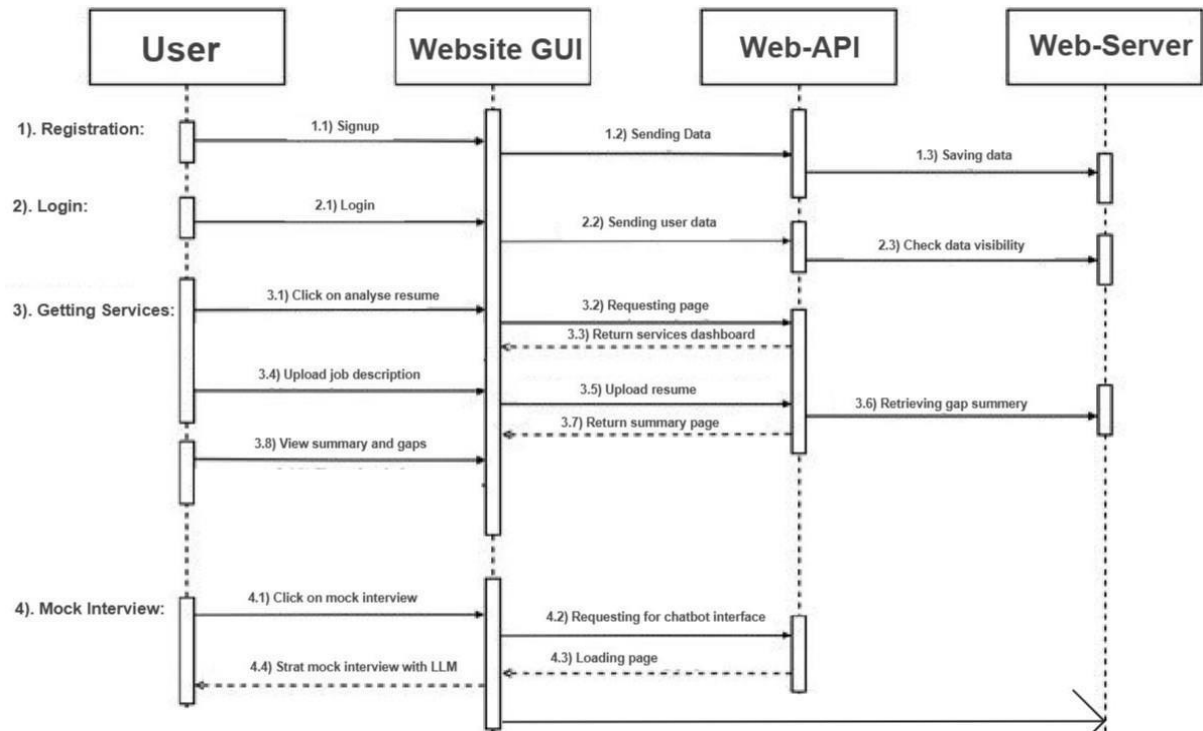 User
Website GUI
Web-API
Web-Server
1). Registration:
1.1) Signup
1.2) Sending Data
1.3) Saving data
2). Login:
2.1) Login
2.2) Sending user data
2.3) Check data visibility
3). Getting Services:
3.1) Click on analyse resume
3.2) Requesting page
3.3) Return services dashboard
3.4) Upload job description
3.5) Upload resume
3.6) Retrieving gap summery
3.7) Return summary page
3.8) View summary and gaps
4). Mock Interview:
4.1) Click on mock interview
4.2) Requesting for chatbot interface
4.3) Loading page
4.4) Strat mock interview with LLM